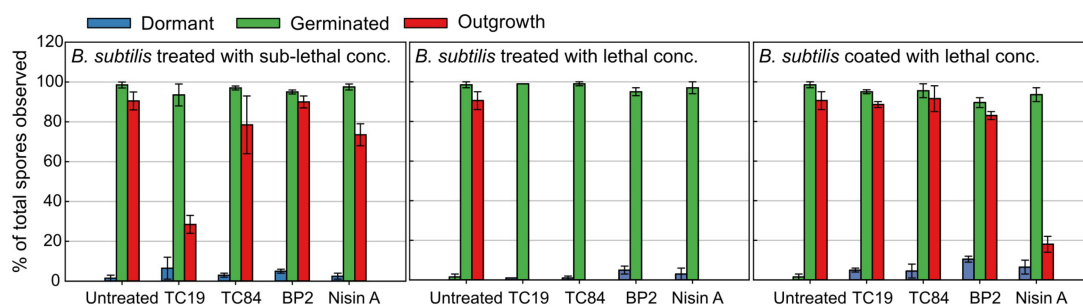 Dormant Germinated Outgrowth
% of total spores observed
120
100
80
60
40
20
0
B. subtilis treated with sub-lethal conc.
Untreated TC19 TC84 BP2 Nisin A
B. subtilis treated with lethal conc.
Untreated TC19 TC84 BP2 Nisin A
B. subtilis coated with lethal conc.
Untreated TC19 TC84 BP2 Nisin A